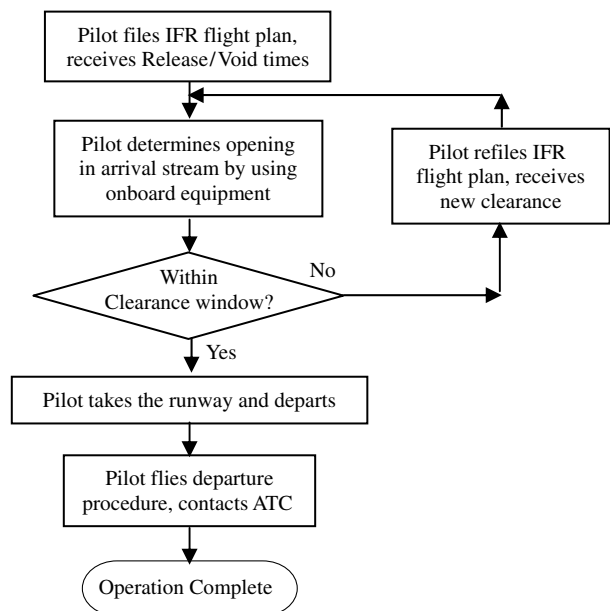 Pilot files IFR flight plan,
receives Release/Void times
Pilot determines opening
in arrival stream by using
onboard equipment
Pilot refiles IFR
flight plan, receives
new clearance
Within
Clearance window?
No
Yes
Pilot takes the runway and departs
Pilot flies departure
procedure, contacts ATC
Operation Complete